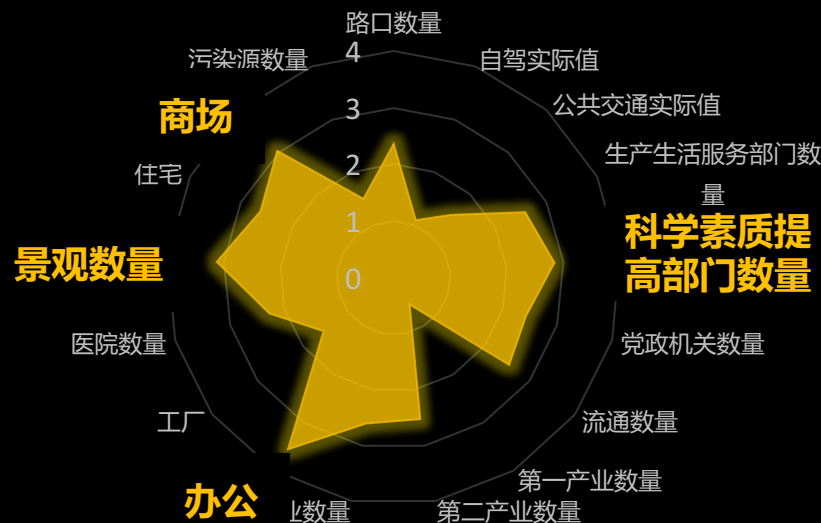 路口数量
4
污染源数量
自驾实际值
3
商场
公共交通实际值
2
住宅
生产生活服务部门数
量
1
科学素质提
高部门数量
景观数量
0
医院数量
党政机关数量
工厂
流通数量
第一产业数量
办公
业数量
第二产业数量